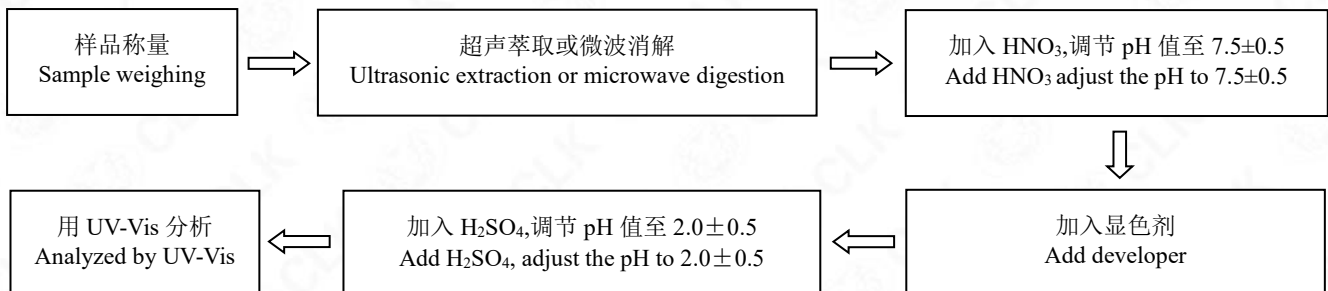 样品称量
Sample weighing
超声萃取或微波消解
Ultrasonic extraction or microwave digestion
加入 HNO₃,调节 pH 值至 7.5±0.5
Add HNO₃ adjust the pH to 7.5±0.5
加入显色剂
Add developer
加入 H₂SO₄,调节 pH 值至 2.0±0.5
Add H₂SO₄, adjust the pH to 2.0±0.5
用 UV-Vis 分析
Analyzed by UV-Vis
CLK